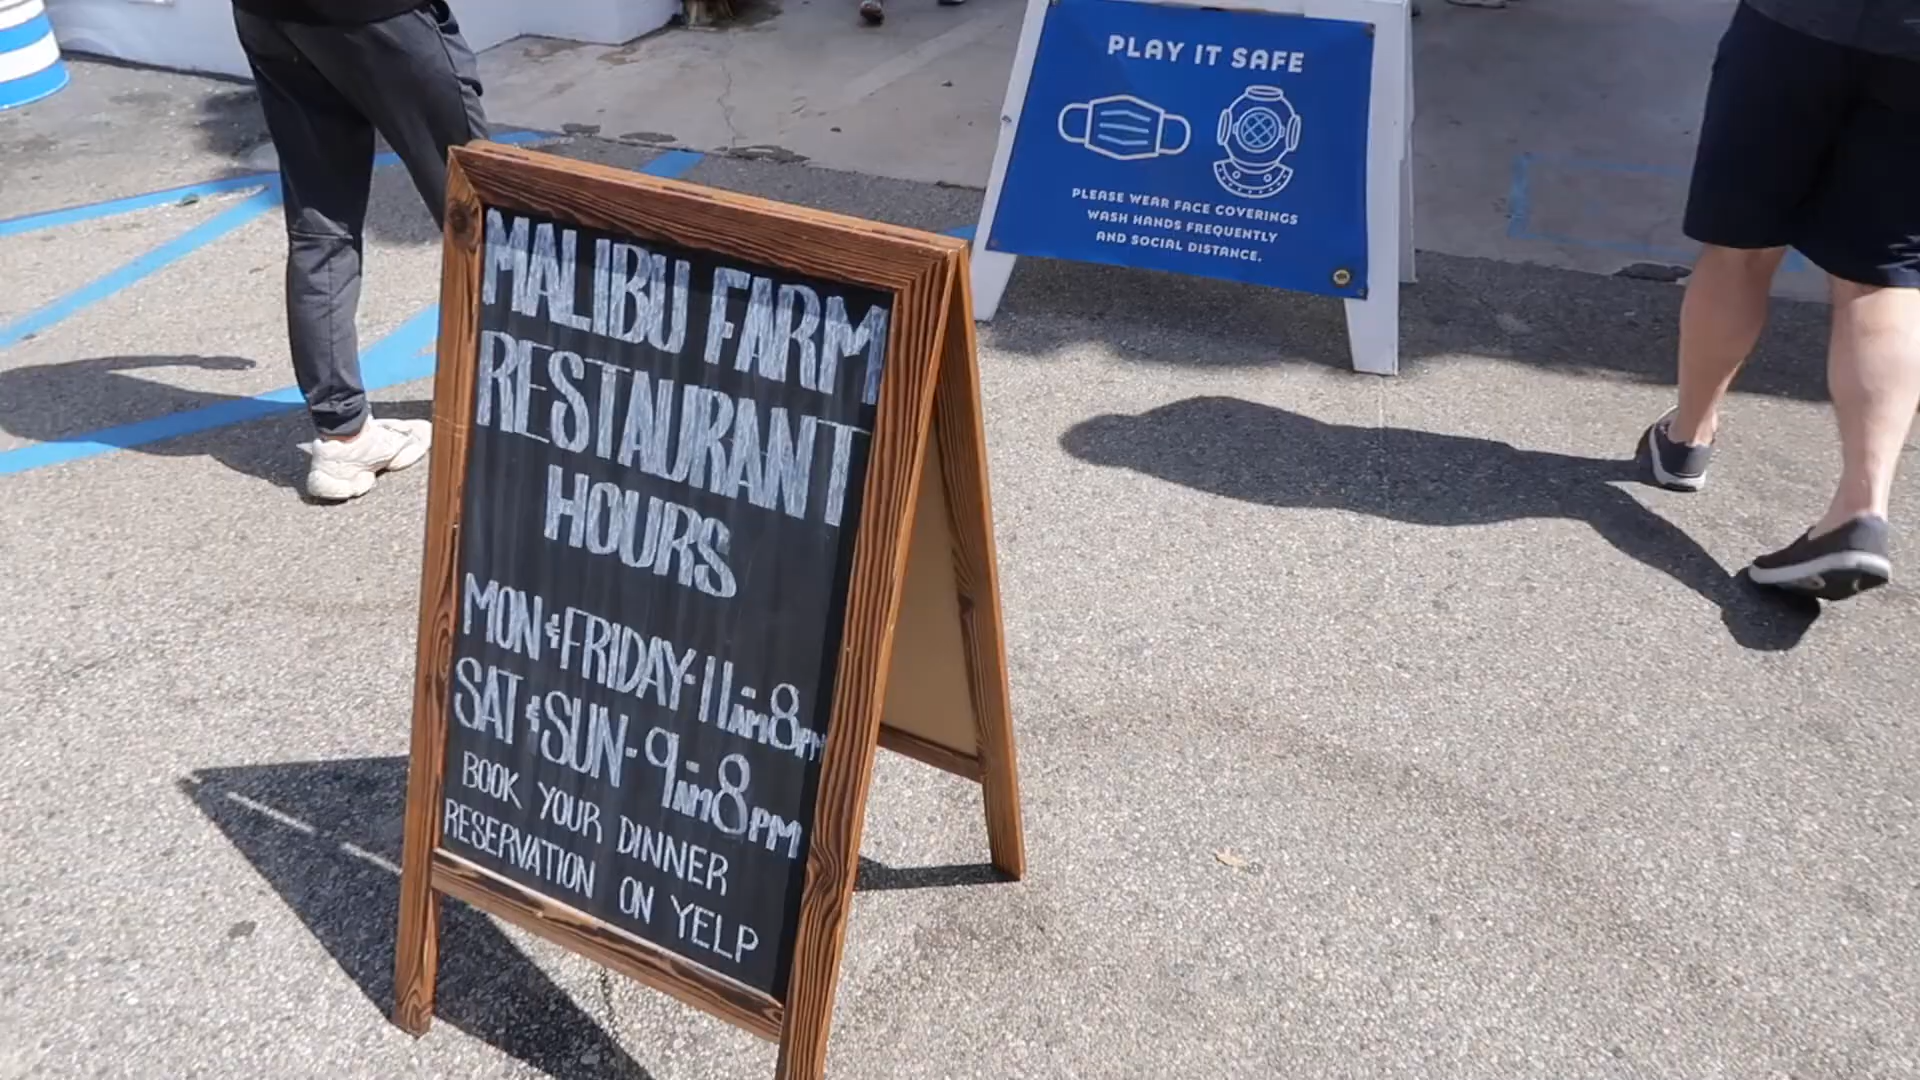 MALIBU FARM
RESTAURANT
HOURS
MON & FRIDAY-11AM-8PM
SAT & SUN-9AM-8PM
BOOK YOUR DINNER
RESERVATION ON YELP
PLAY IT SAFE
PLEASE WEAR FACE COVERINGS
WASH HANDS FREQUENTLY
AND SOCIAL DISTANCE.